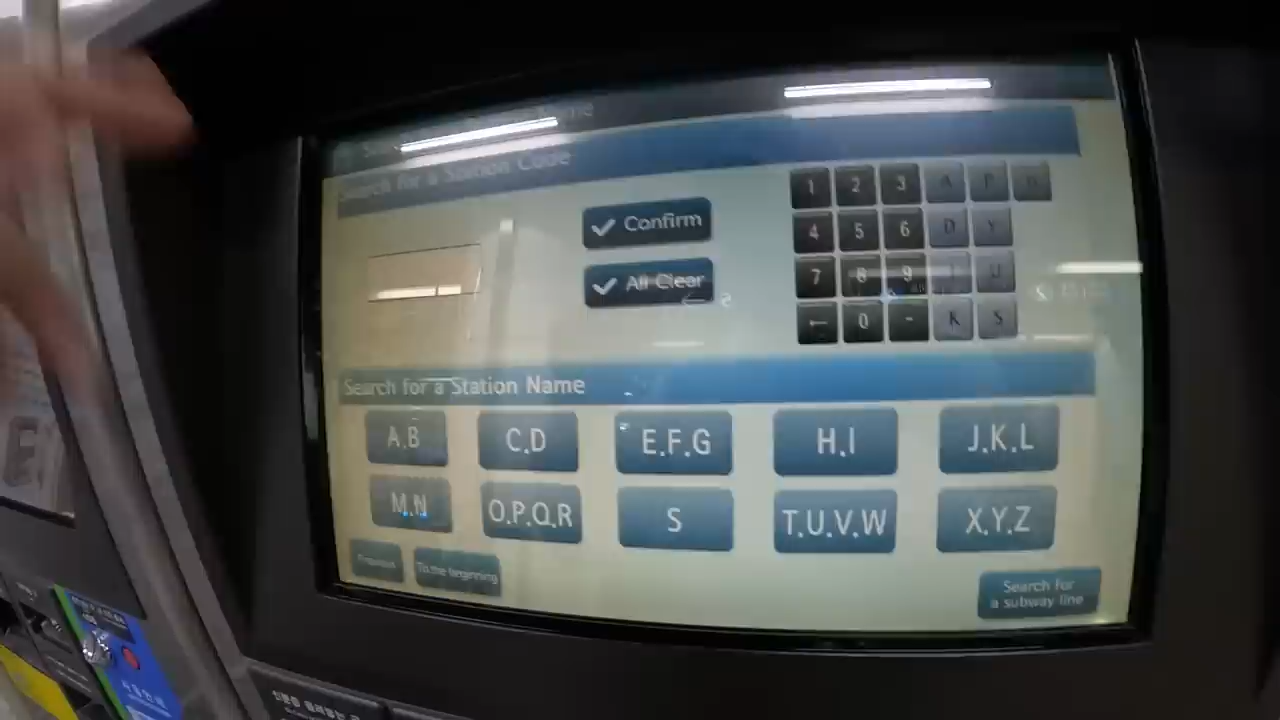 Search for a Station Code
1 2 3 A P
Confirm
4 5 6 D Y
All Clear
7 8 9 U
← 0 - K S
Search for a Station Name
A.B C.D E.F.G H.I J.K.L
M.N O.P.Q.R S T.U.V.W X.Y.Z
Previous To the beginning
Search for
a subway line